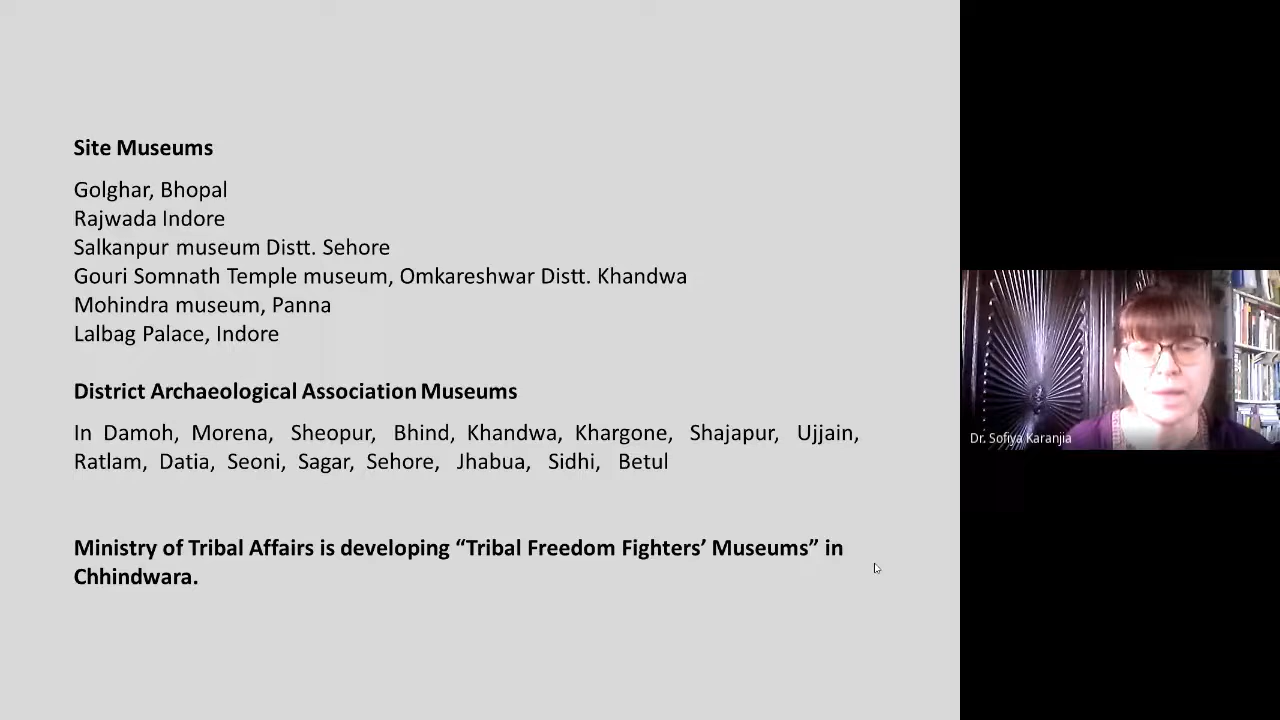 Site Museums
Golghar, Bhopal
Rajwada Indore
Salkanpur museum Distt. Sehore
Gouri Somnath Temple museum, Omkareshwar Distt. Khandwa
Mohindra museum, Panna
Lalbag Palace, Indore
District Archaeological Association Museums
In Damoh, Morena, Sheopur, Bhind, Khandwa, Khargone, Shajapur, Ujjain,
Ratlam, Datia, Seoni, Sagar, Sehore, Jhabua, Sidhi, Betul
Ministry of Tribal Affairs is developing “Tribal Freedom Fighters’ Museums” in
Chhindwara.
Dr. Sofiya Karanjia